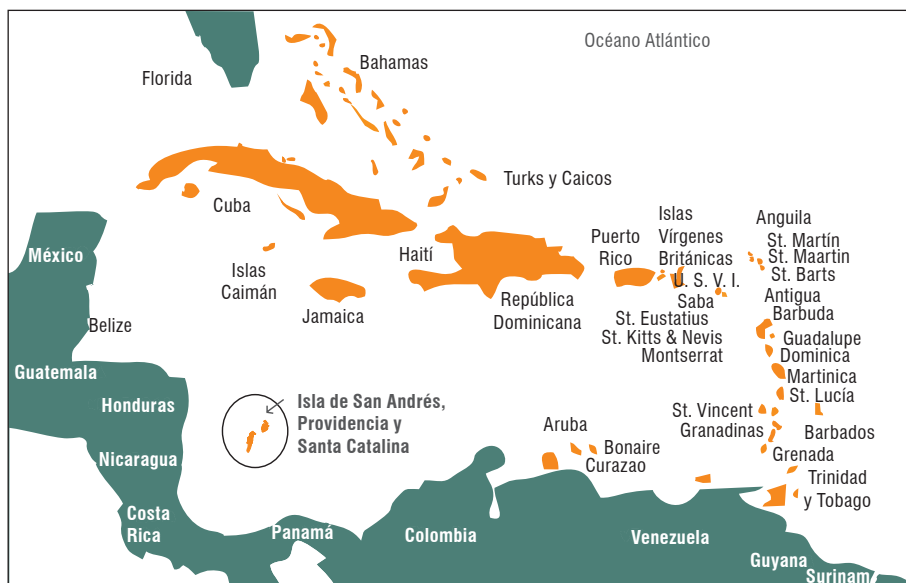 Océano Atlántico
Florida
Bahamas
Turks y Caicos
Cuba
Islas
Caimán
Jamaica
Haití
República
Dominicana
Puerto
Rico
Islas
Vírgenes
Británicas
U. S. V. I.
Saba
St. Eustatius
St. Kitts & Nevis
Montserrat
Anguila
St. Martín
St. Maartin
St. Barts
Antigua
Barbuda
Guadalupe
Dominica
Martinica
St. Lucía
St. Vincent
Granadinas
Barbados
Grenada
Trinidad
y Tobago
Aruba
Bonaire
Curazao
México
Belize
Guatemala
Honduras
Nicaragua
Costa
Rica
Panamá
Colombia
Venezuela
Guyana
Surinam
Isla de San Andrés,
Providencia y
Santa Catalina